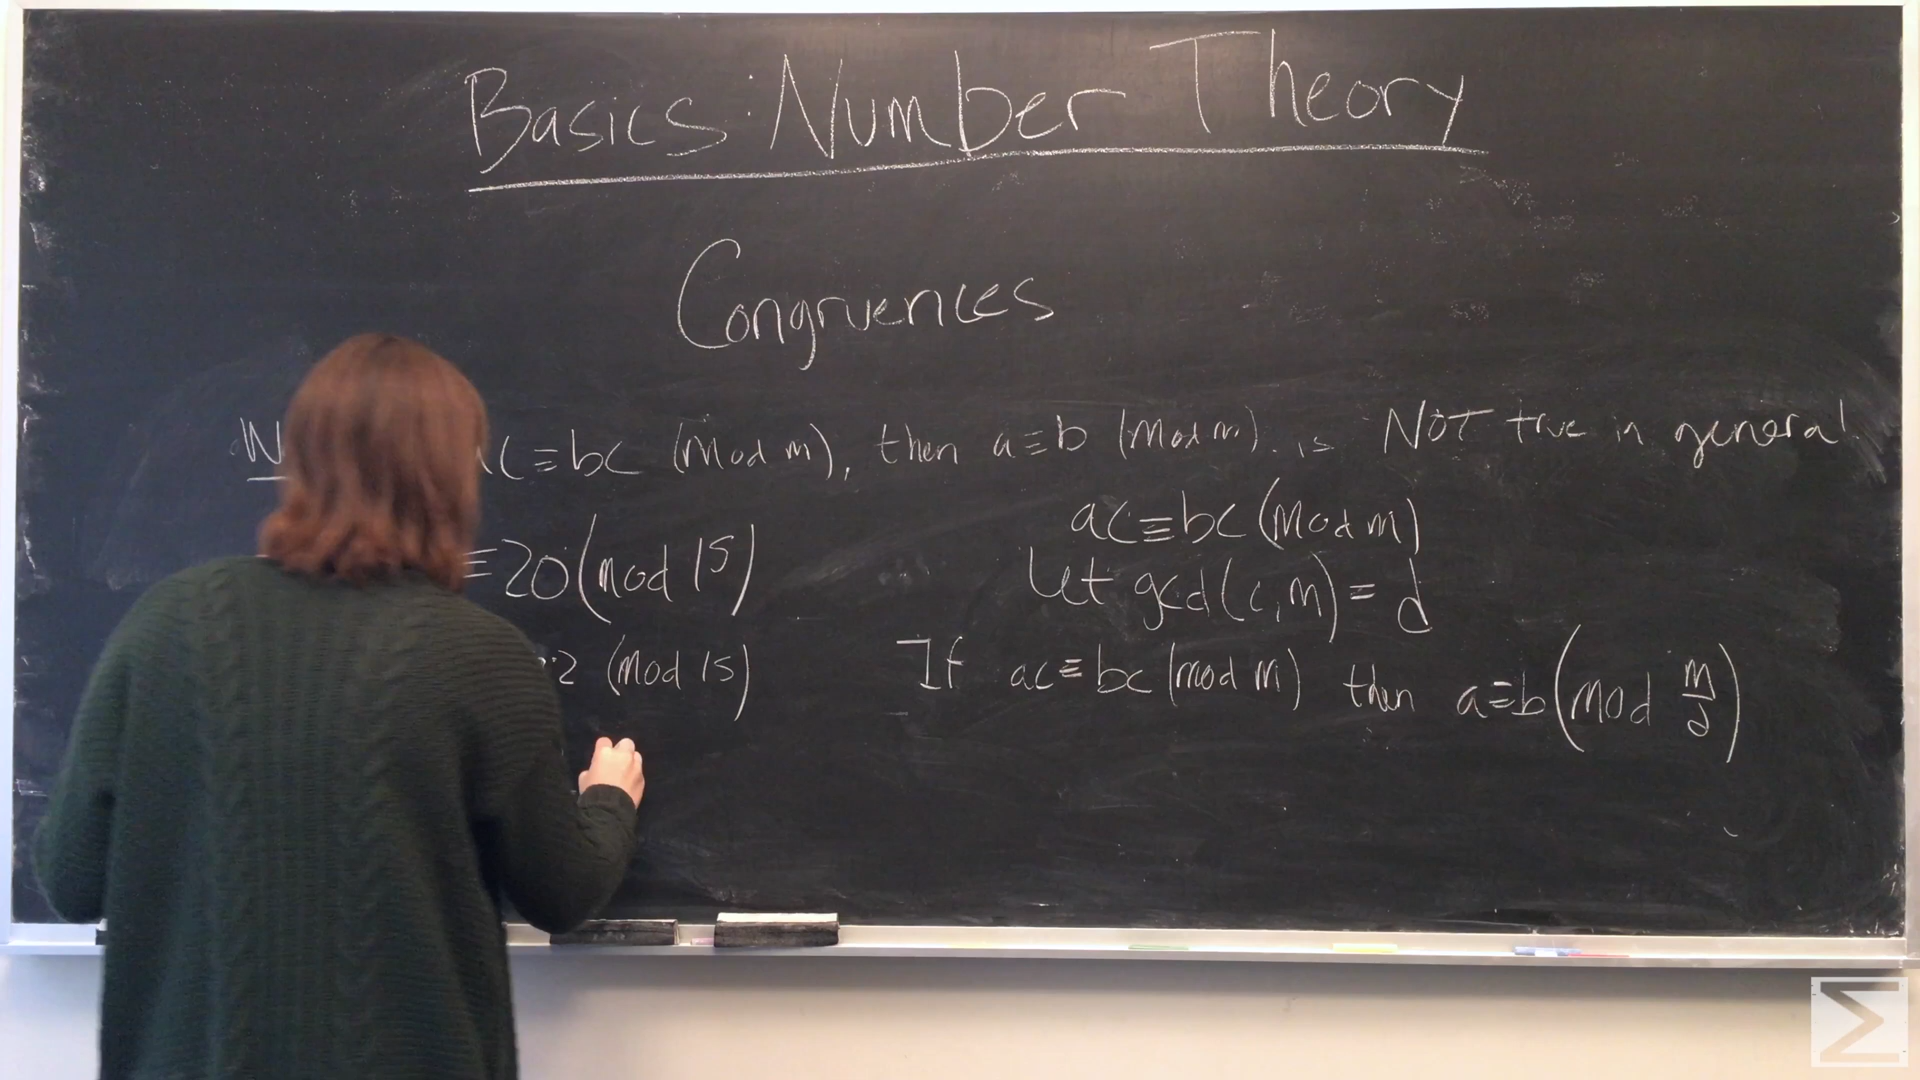 Basics: Number Theory
Congruences
ac≡bc (mod m), then a≡b (mod m) is NOT true in general.
≡20 (mod 15)
·2 (mod 15)
ac≡bc (mod m)
Let gcd(c,m) = d
If ac≡bc (mod m) then a≡b (mod m/d)
Σ